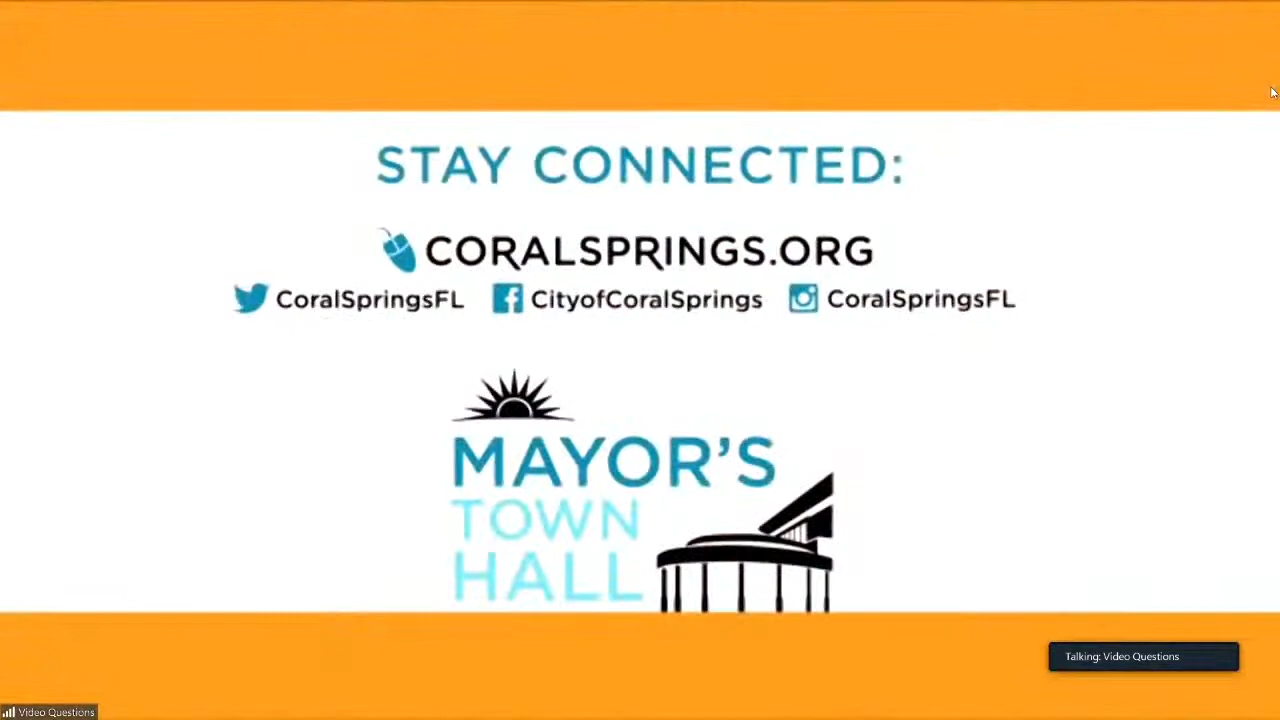 STAY CONNECTED:
CORALSPRINGS.ORG
CoralSpringsFL CityofCoralSprings CoralSpringsFL
MAYOR'S
TOWN
HALL
Talking: Video Questions
Video Questions